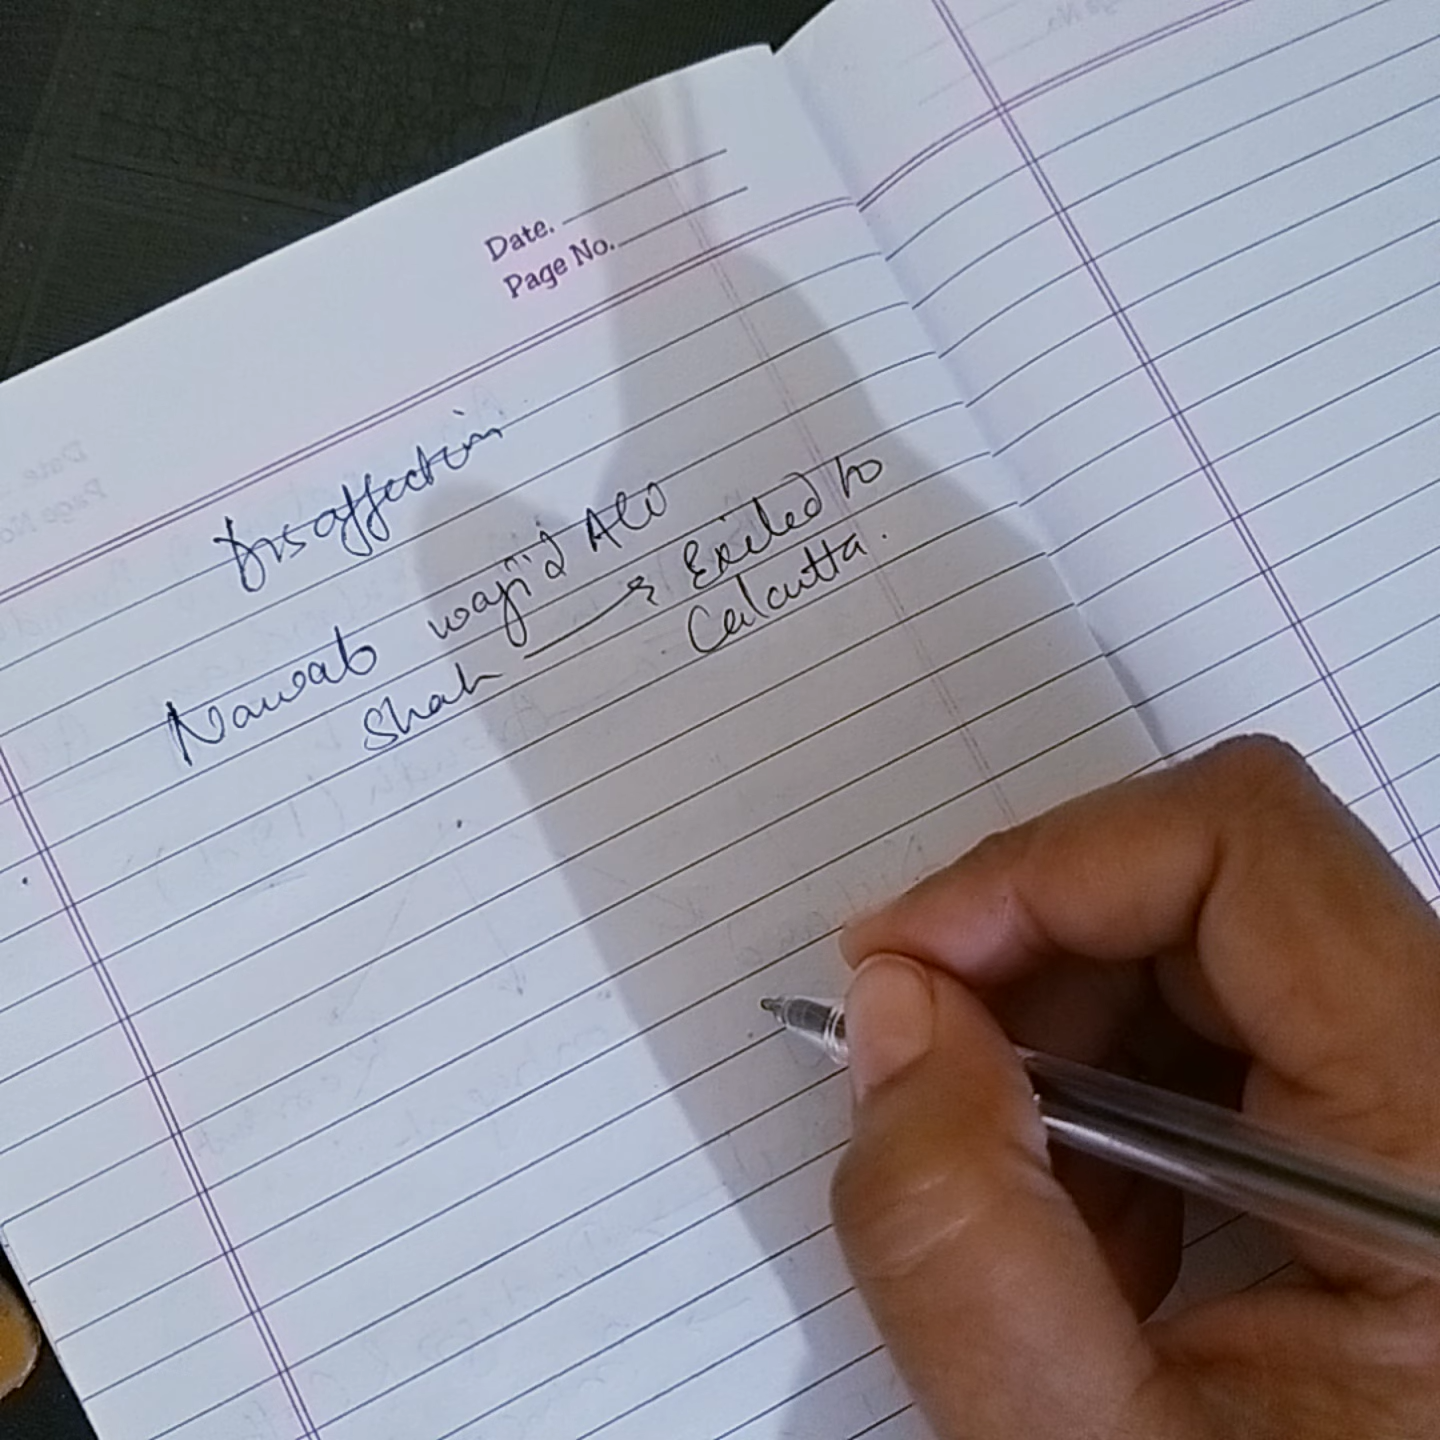 Date.
Page No.
Disaffection
Nawab wajid Ali
Shah → Exiled to
Calcutta.